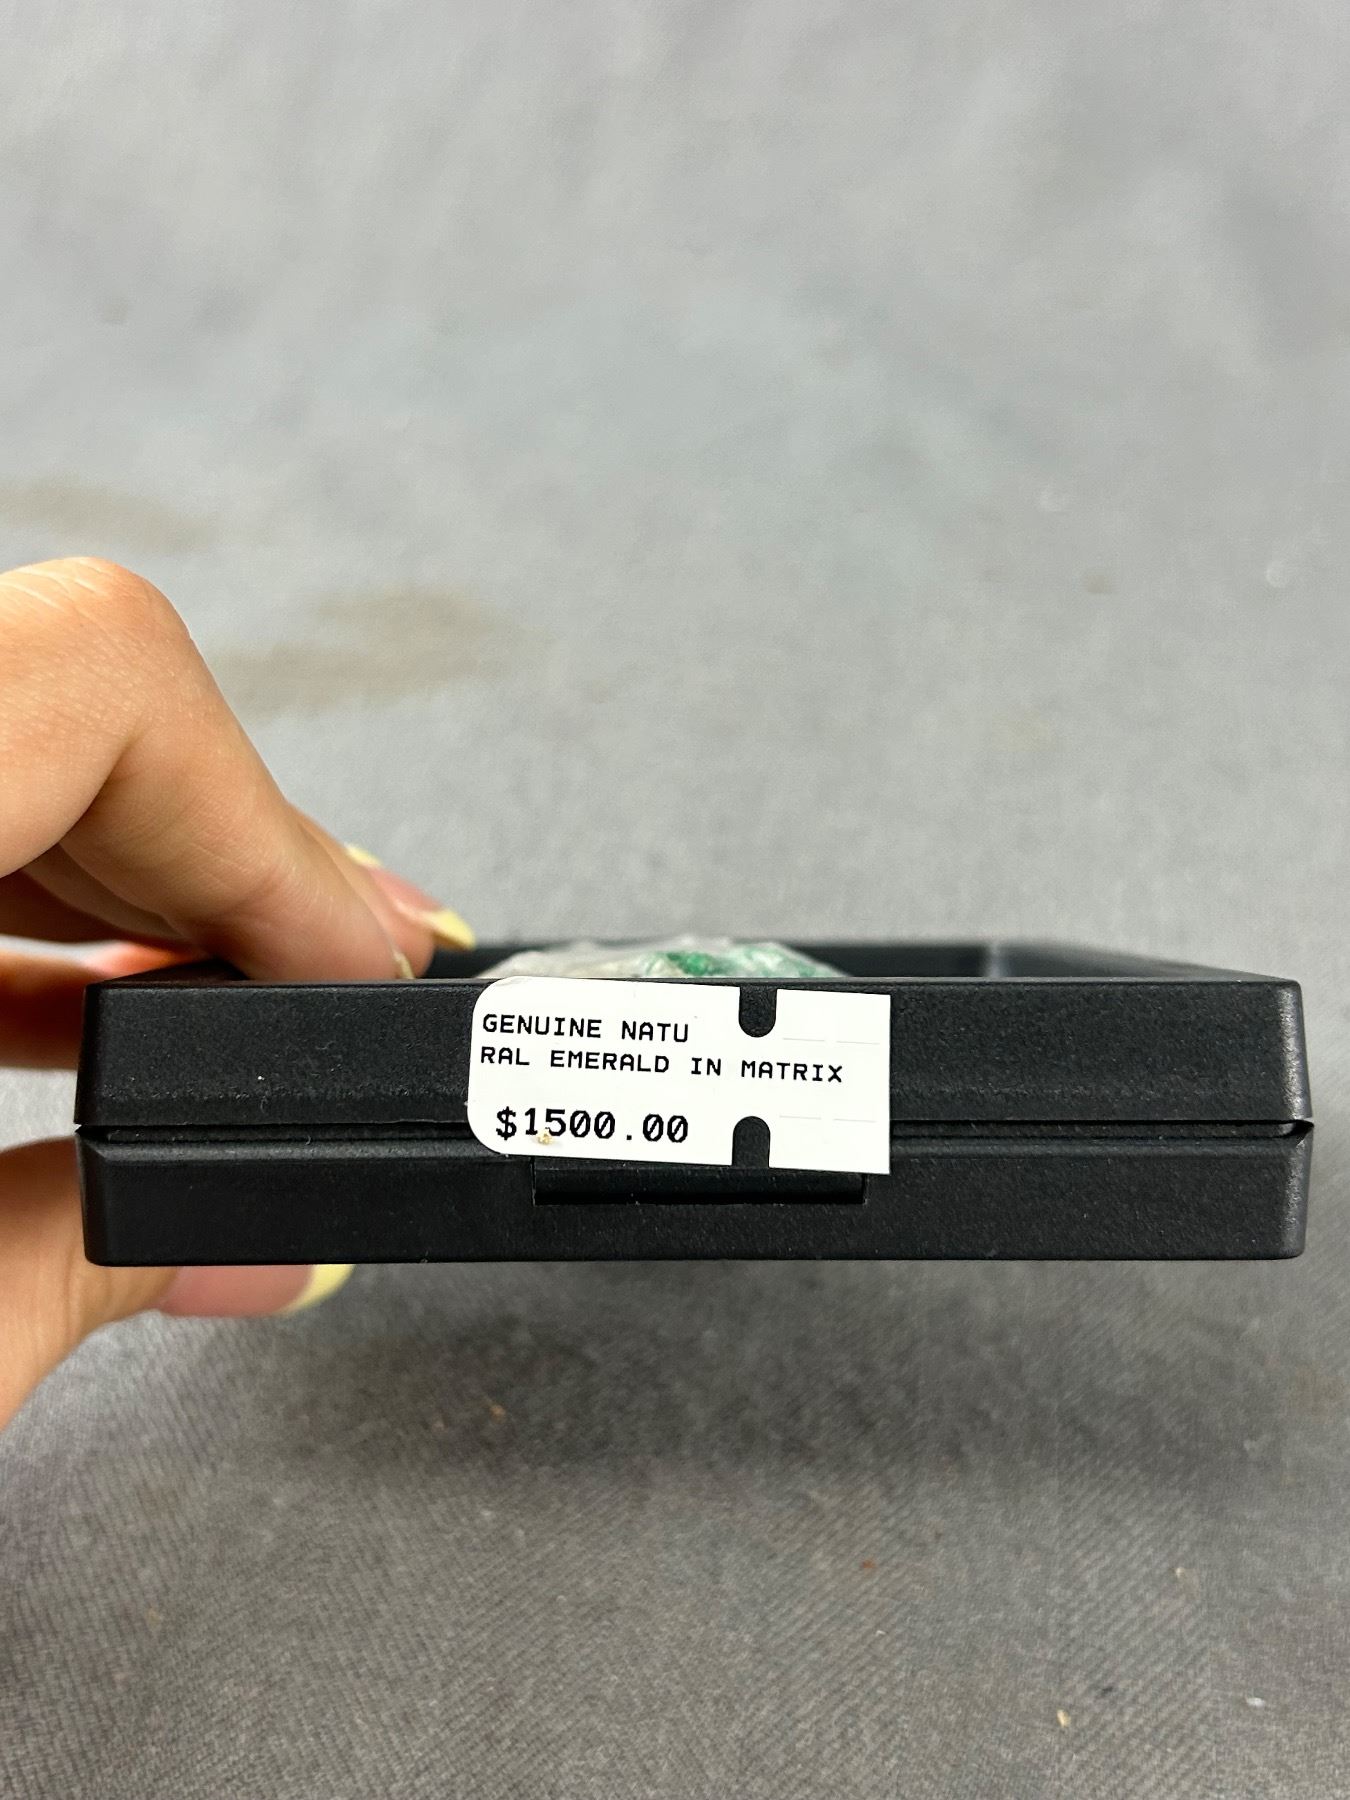 GENUINE NATU
RAL EMERALD IN MATRIX
$1500.00